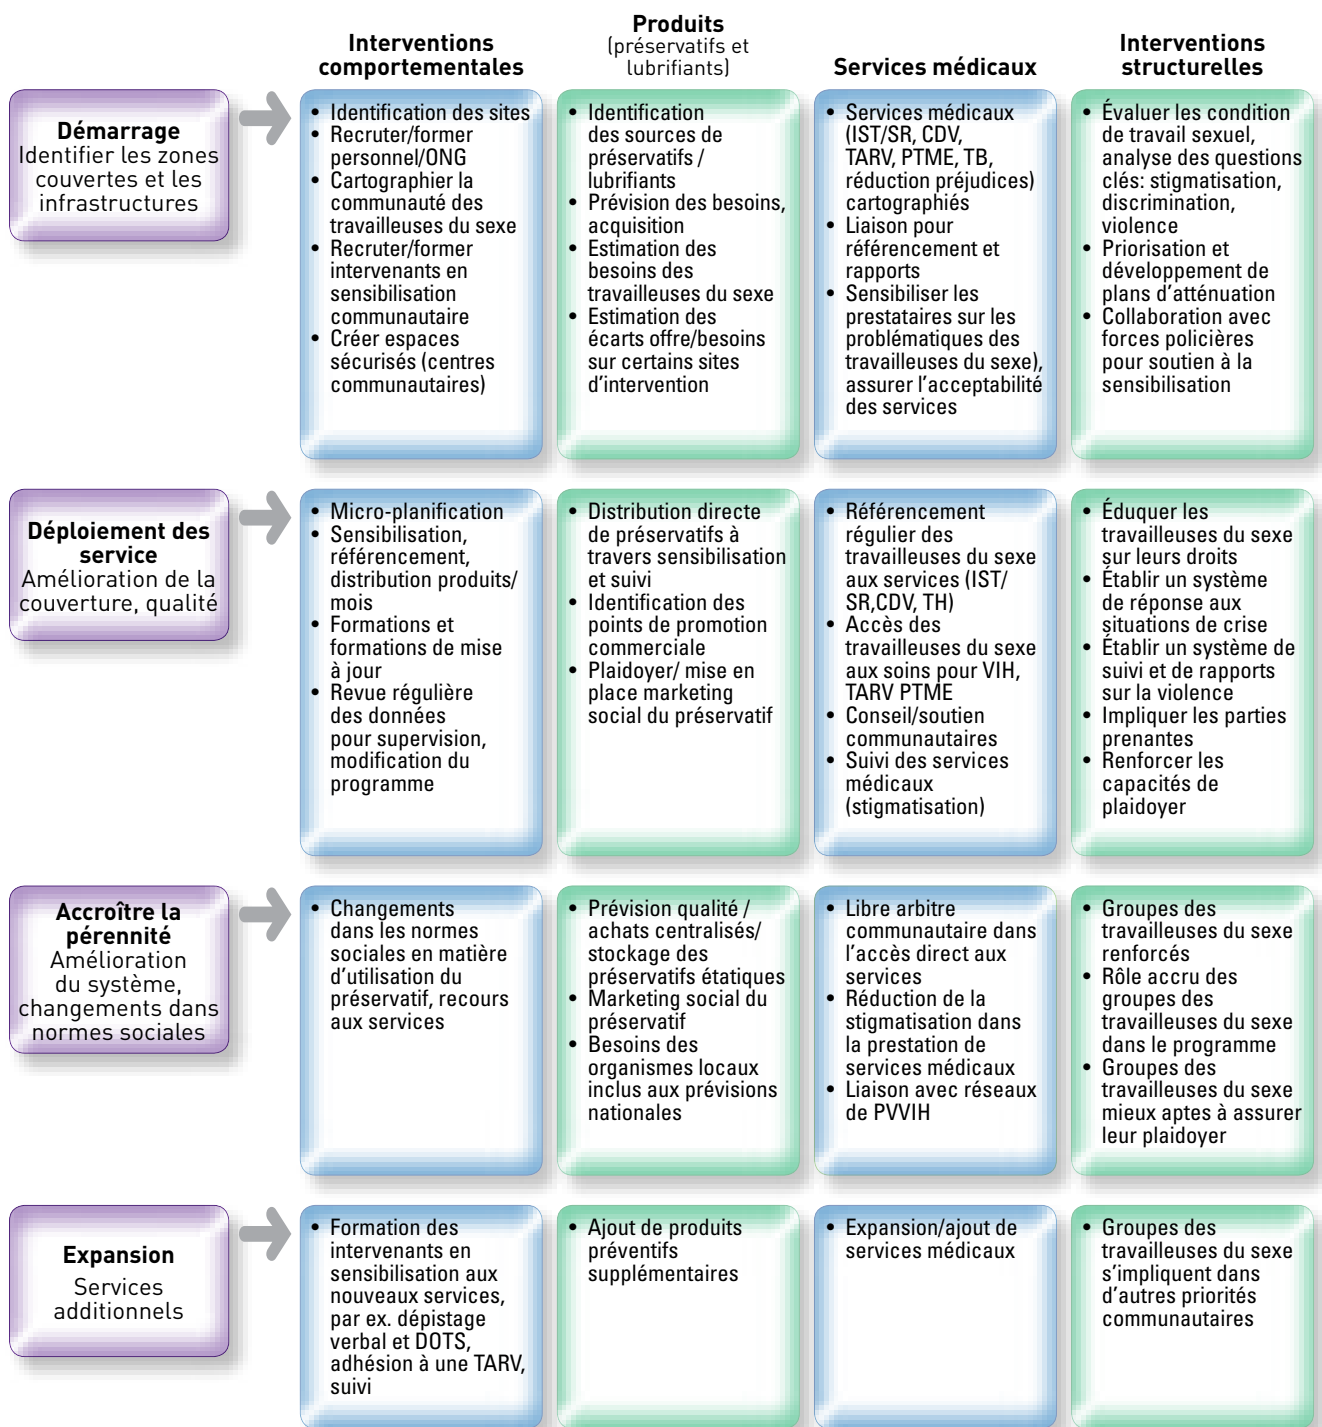 Interventions
comportementales
Produits
(préservatifs et
lubrifiants)
Services médicaux
Interventions
structurelles
Démarrage
Identifier les zones
couvertes et les
infrastructures
• Identification des sites
• Recruter/former
personnel/ONG
• Cartographier la
communauté des
travailleuses du sexe
• Recruter/former
intervenants en
sensibilisation
communautaire
• Créer espaces
sécurisés (centres
communautaires)
• Identification
des sources de
préservatifs /
lubrifiants
• Prévision des besoins,
acquisition
• Estimation des
besoins des
travailleuses du sexe
• Estimation des
écarts offre/besoins
sur certains sites
d’intervention
• Services médicaux
(IST/SR, CDV,
TARV, PTME, TB,
réduction préjudices)
cartographiés
• Liaison pour
référencement et
rapports
• Sensibiliser les
prestataires sur les
problématiques des
travailleuses du sexe),
assurer l’acceptabilité
des services
• Évaluer les condition
de travail sexuel,
analyse des questions
clés: stigmatisation,
discrimination,
violence
• Priorisation et
développement de
plans d’atténuation
• Collaboration avec
forces policières
pour soutien à la
sensibilisation
Déploiement des
service
Amélioration de la
couverture, qualité
• Micro-planification
• Sensibilisation,
référencement,
distribution produits/
mois
• Formations et
formations de mise
à jour
• Revue régulière
des données
pour supervision,
modification du
programme
• Distribution directe
de préservatifs à
travers sensibilisation
et suivi
• Identification des
points de promotion
commerciale
• Plaidoyer/ mise en
place marketing
social du préservatif
• Référencement
régulier des
travailleuses du sexe
aux services (IST/
SR,CDV, TH)
• Accès des
travailleuses du sexe
aux soins pour VIH,
TARV PTME
• Conseil/soutien
communautaires
• Suivi des services
médicaux
(stigmatisation)
• Éduquer les
travailleuses du sexe
sur leurs droits
• Établir un système
de réponse aux
situations de crise
• Établir un système de
suivi et de rapports
sur la violence
• Impliquer les parties
prenantes
• Renforcer les
capacités de
plaidoyer
Accroître la
pérennité
Amélioration
du système,
changements dans
normes sociales
• Changements
dans les normes
sociales en matière
d’utilisation du
préservatif, recours
aux services
• Prévision qualité /
achats centralisés/
stockage des
préservatifs étatiques
• Marketing social du
préservatif
• Besoins des
organismes locaux
inclus aux prévisions
nationales
• Libre arbitre
communautaire dans
l’accès direct aux
services
• Réduction de la
stigmatisation dans
la prestation de
services médicaux
• Liaison avec réseaux
de PVVIH
• Groupes des
travailleuses du sexe
renforcés
• Rôle accru des
groupes des
travailleuses du sexe
dans le programme
• Groupes des
travailleuses du sexe
mieux aptes à assurer
leur plaidoyer
Expansion
Services
additionnels
• Formation des
intervenants en
sensibilisation aux
nouveaux services,
par ex. dépistage
verbal et DOTS,
adhésion à une TARV,
suivi
• Ajout de produits
préventifs
supplémentaires
• Expansion/ajout de
services médicaux
• Groupes des
travailleuses du sexe
s’impliquent dans
d’autres priorités
communautaires